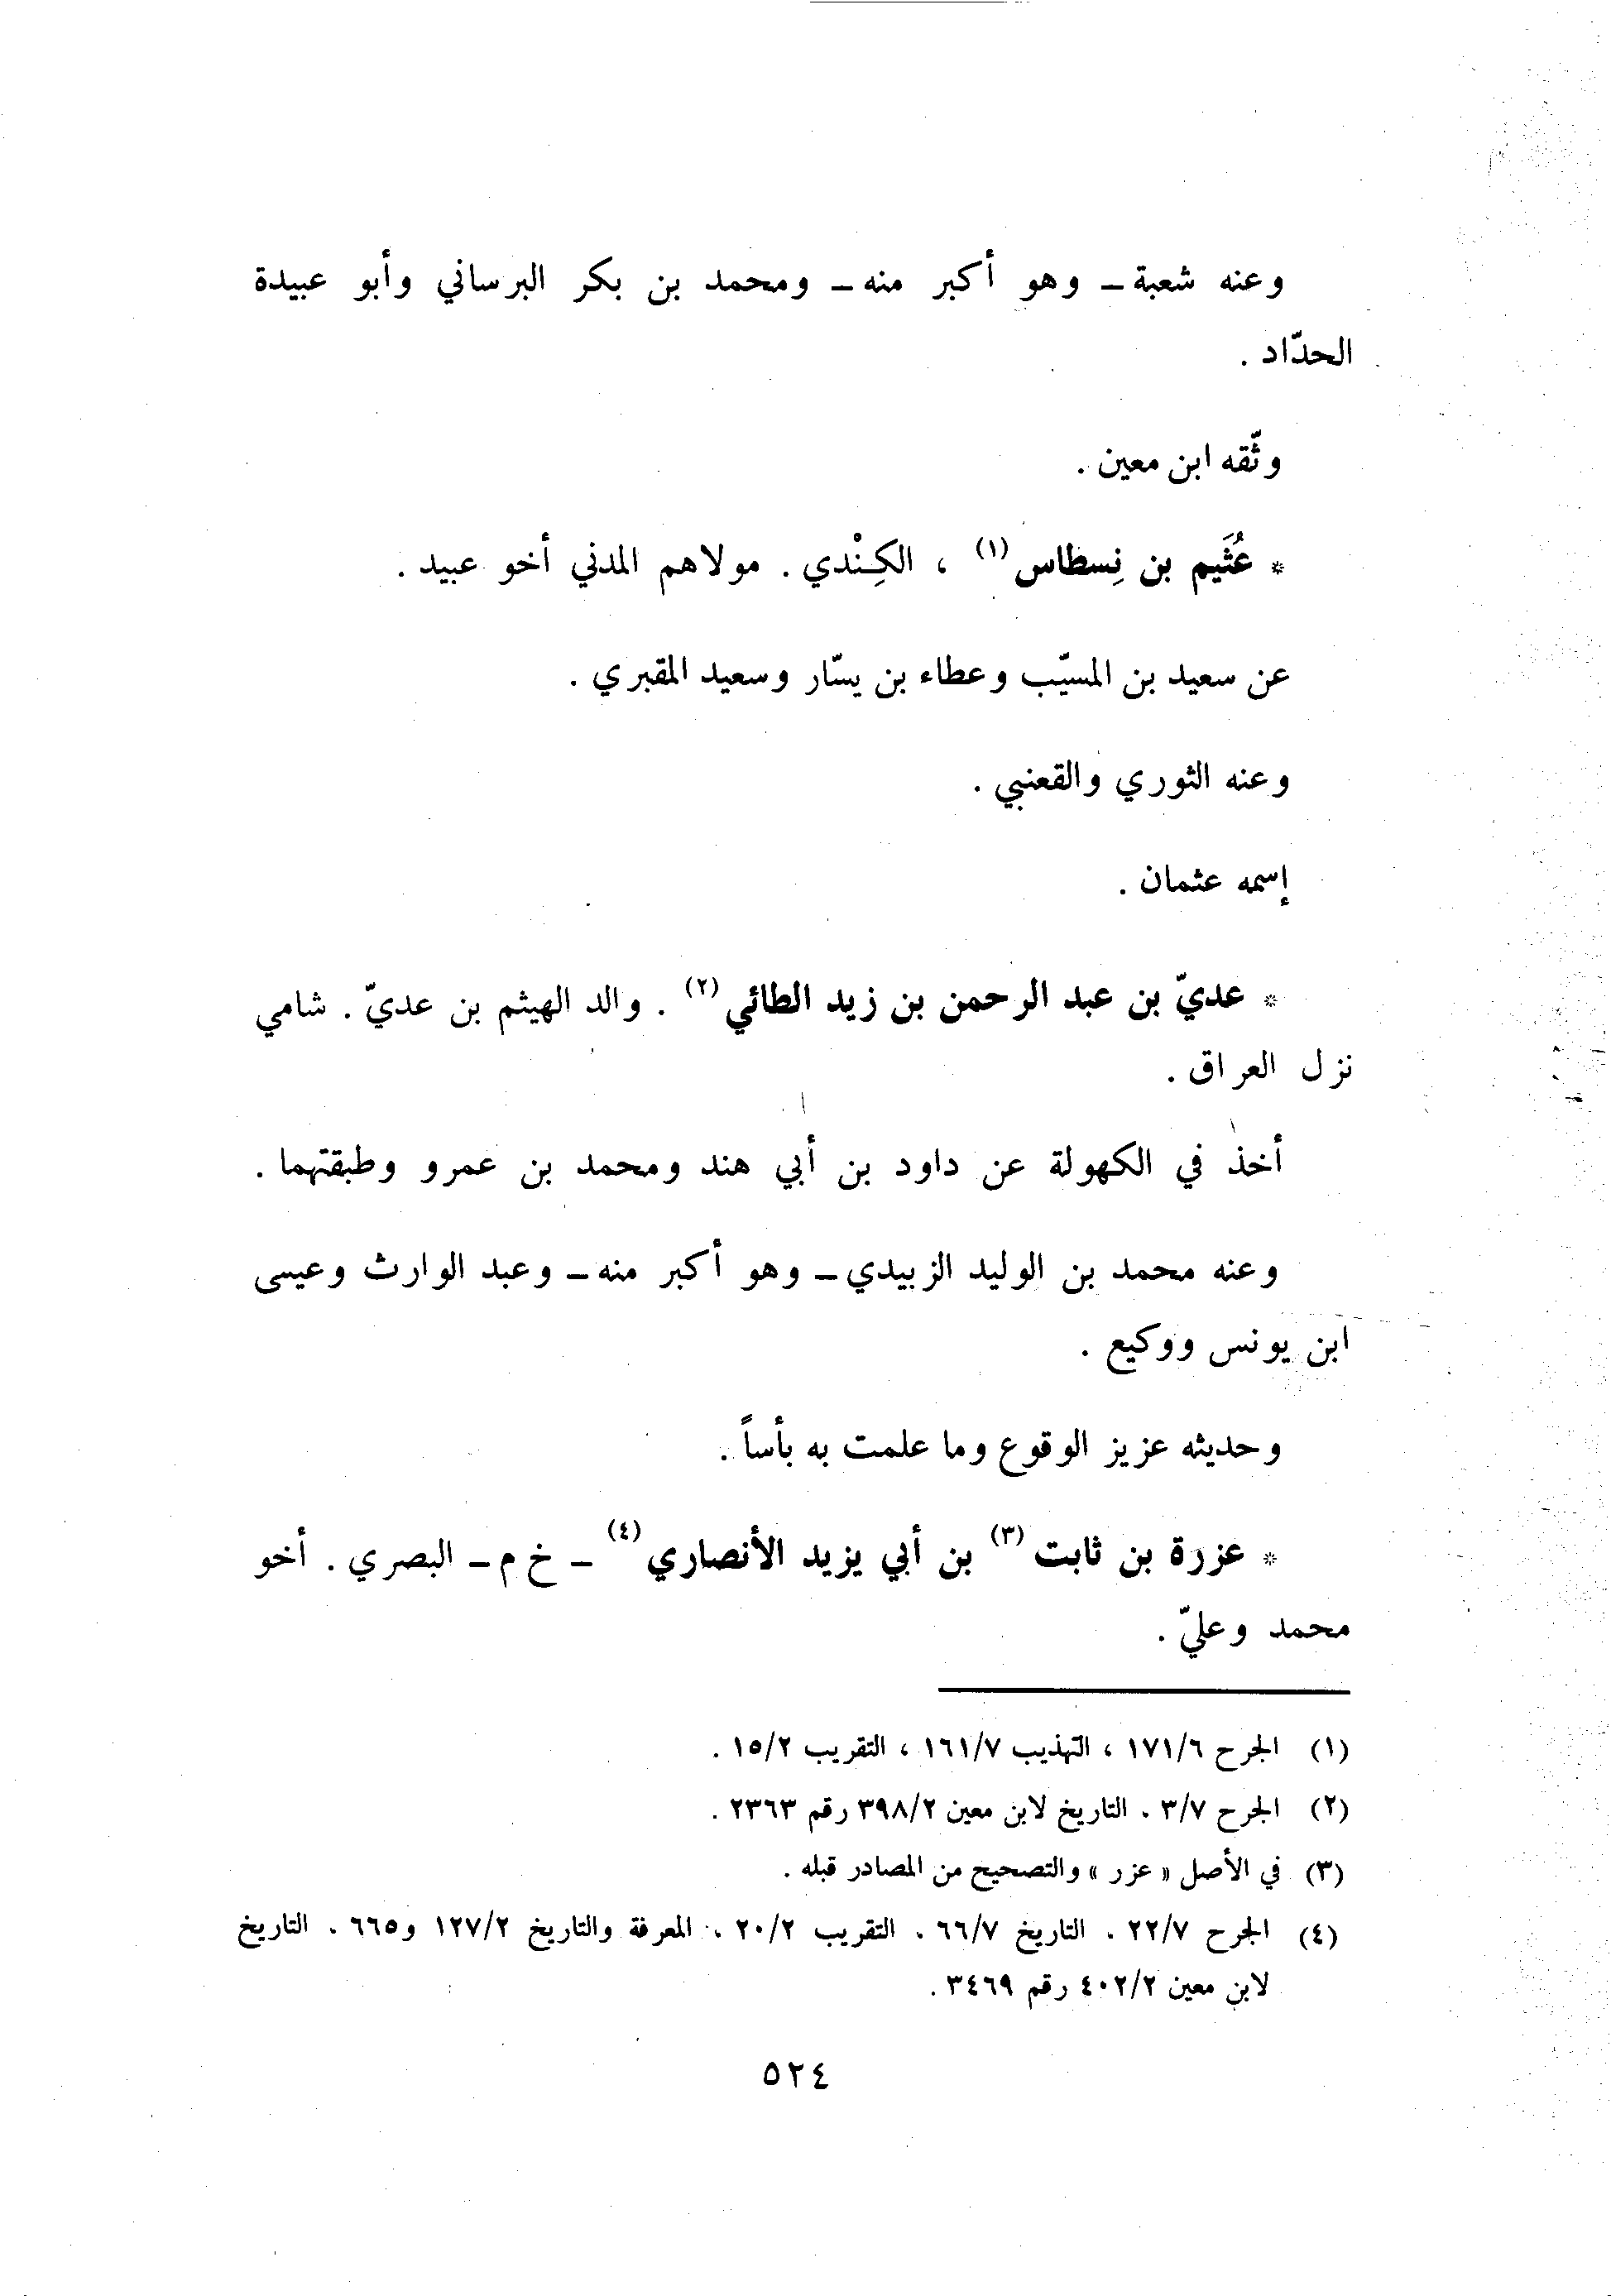 وعنه شعبة ـ وهو أكبر منه ـ ومحمد بن بكر البرساني وأبو عبيدة
الحدّاد .
وثّقه ابن معين .
* عُثَيم بن نِسطاس (١) ، الكِنْدي . مولاهم المدني أخو عبيد .
عن سعيد بن المسيّب وعطاء بن يسّار وسعيد المقبري .
وعنه الثوري والقعنبي .
إسمه عثمان .
* عديّ بن عبد الرحمن بن زيد الطائي (٢) . والد الهيثم بن عديّ . شامي
نزل العراق .
أخذ في الكهولة عن داود بن أبي هند ومحمد بن عمرو وطبقتهما .
وعنه محمد بن الوليد الزبيدي ـ وهو أكبر منه ـ وعبد الوارث وعيسى
ابن يونس ووكيع .
وحديثه عزيز الوقوع وما علمت به بأساً .
* عزرة بن ثابت (٣) بن أبي يزيد الأنصاري (٤) ـ خ م ـ البصري . أخو
محمد وعليّ .
(١) الجرح ١٧١/٦ ، التهذيب ١٦١/٧ ، التقريب ١٥/٢ .
(٢) الجرح ٣/٧ . التاريخ لابن معين ٣٩٨/٢ رقم ٢٣٦٣ .
(٣) في الأصل « عزر » والتصحيح من المصادر قبله .
(٤) الجرح ٢٢/٧ . التاريخ ٦٦/٧ . التقريب ٢٠/٢ . المعرفة والتاريخ ١٢٧/٢ و٦٦٥ . التاريخ
لابن معين ٤٠٢/٢ رقم ٣٤٦٩ .
٥٢٤